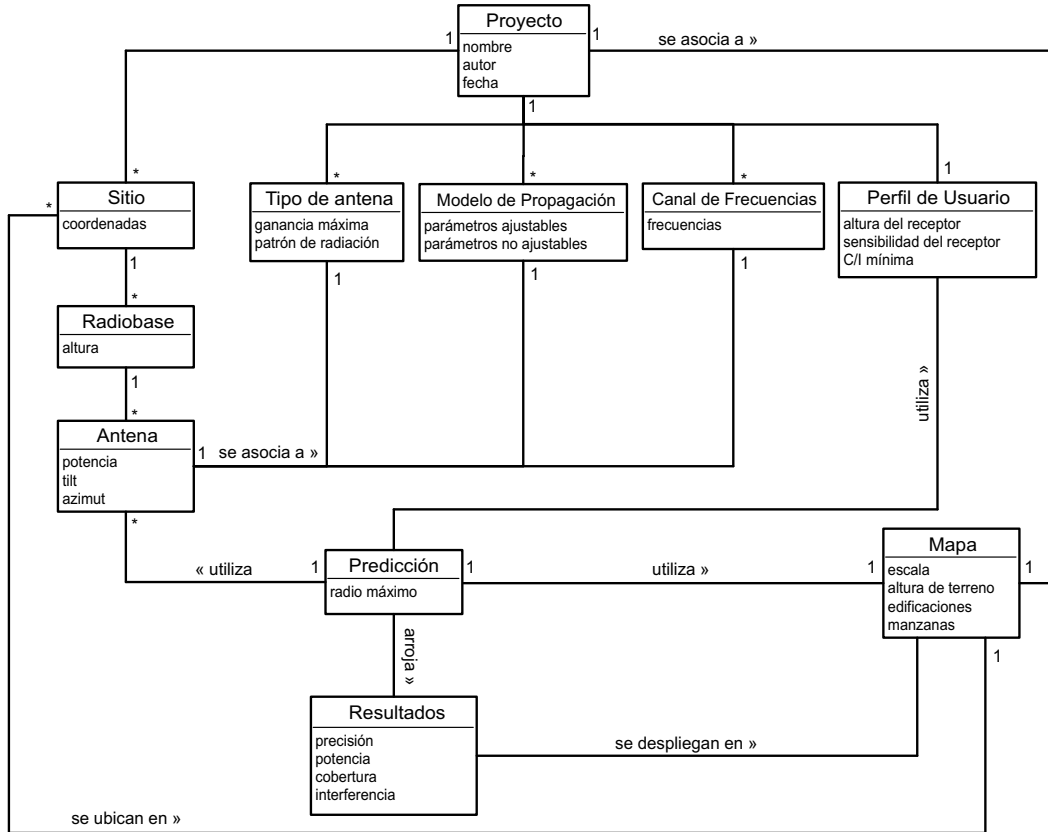 Proyecto
nombre
autor
fecha
1
1
se asocia a »
1
*
*
Sitio
coordenadas
1
*
Tipo de antena
ganancia máxima
patrón de radiación
1
*
Modelo de Propagación
parámetros ajustables
parámetros no ajustables
1
*
Canal de Frecuencias
frecuencias
1
1
Perfil de Usuario
altura del receptor
sensibilidad del receptor
C/I mínima
utiliza »
*
Radiobase
altura
1
*
Antena
potencia
tilt
azimut
1
se asocia a »
*
« utiliza
1
Predicción
radio máximo
1
utiliza »
1
Mapa
escala
altura de terreno
edificaciones
manzanas
1
1
arroja »
Resultados
precisión
potencia
cobertura
interferencia
se despliegan en »
se ubican en »